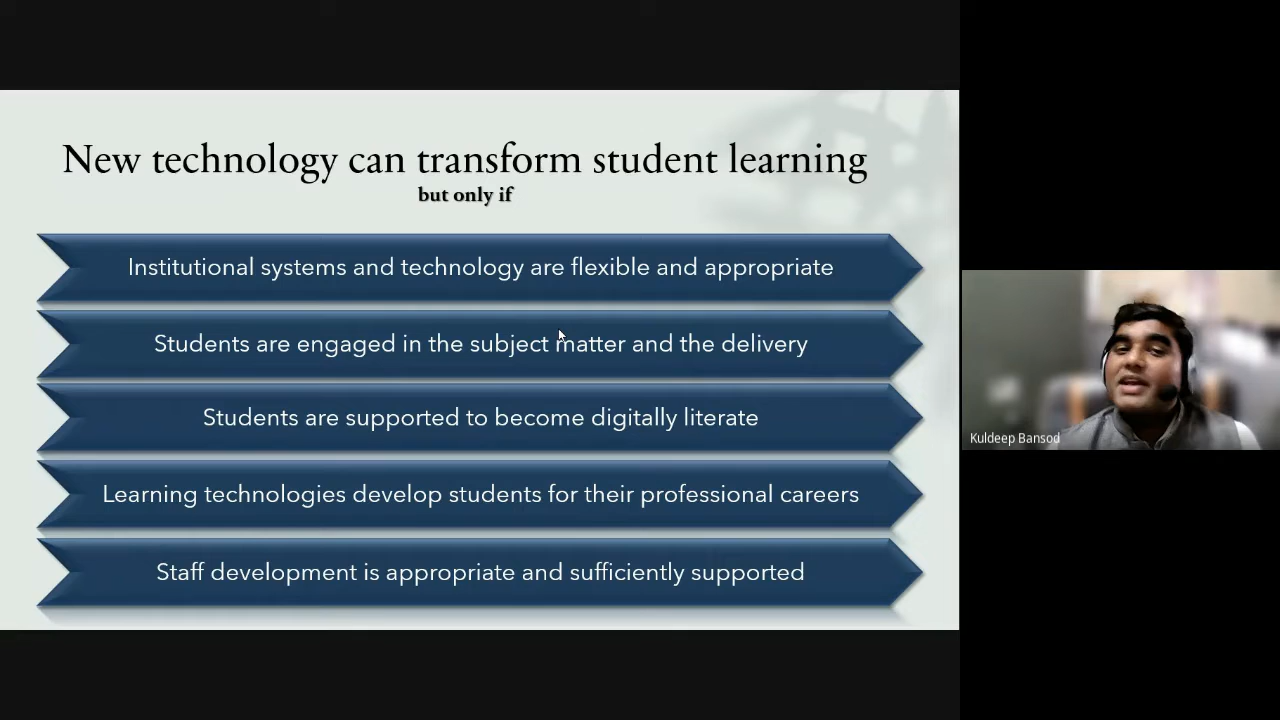 New technology can transform student learning
but only if
Institutional systems and technology are flexible and appropriate
Students are engaged in the subject matter and the delivery
Students are supported to become digitally literate
Learning technologies develop students for their professional careers
Staff development is appropriate and sufficiently supported
Kuldeep Bansod